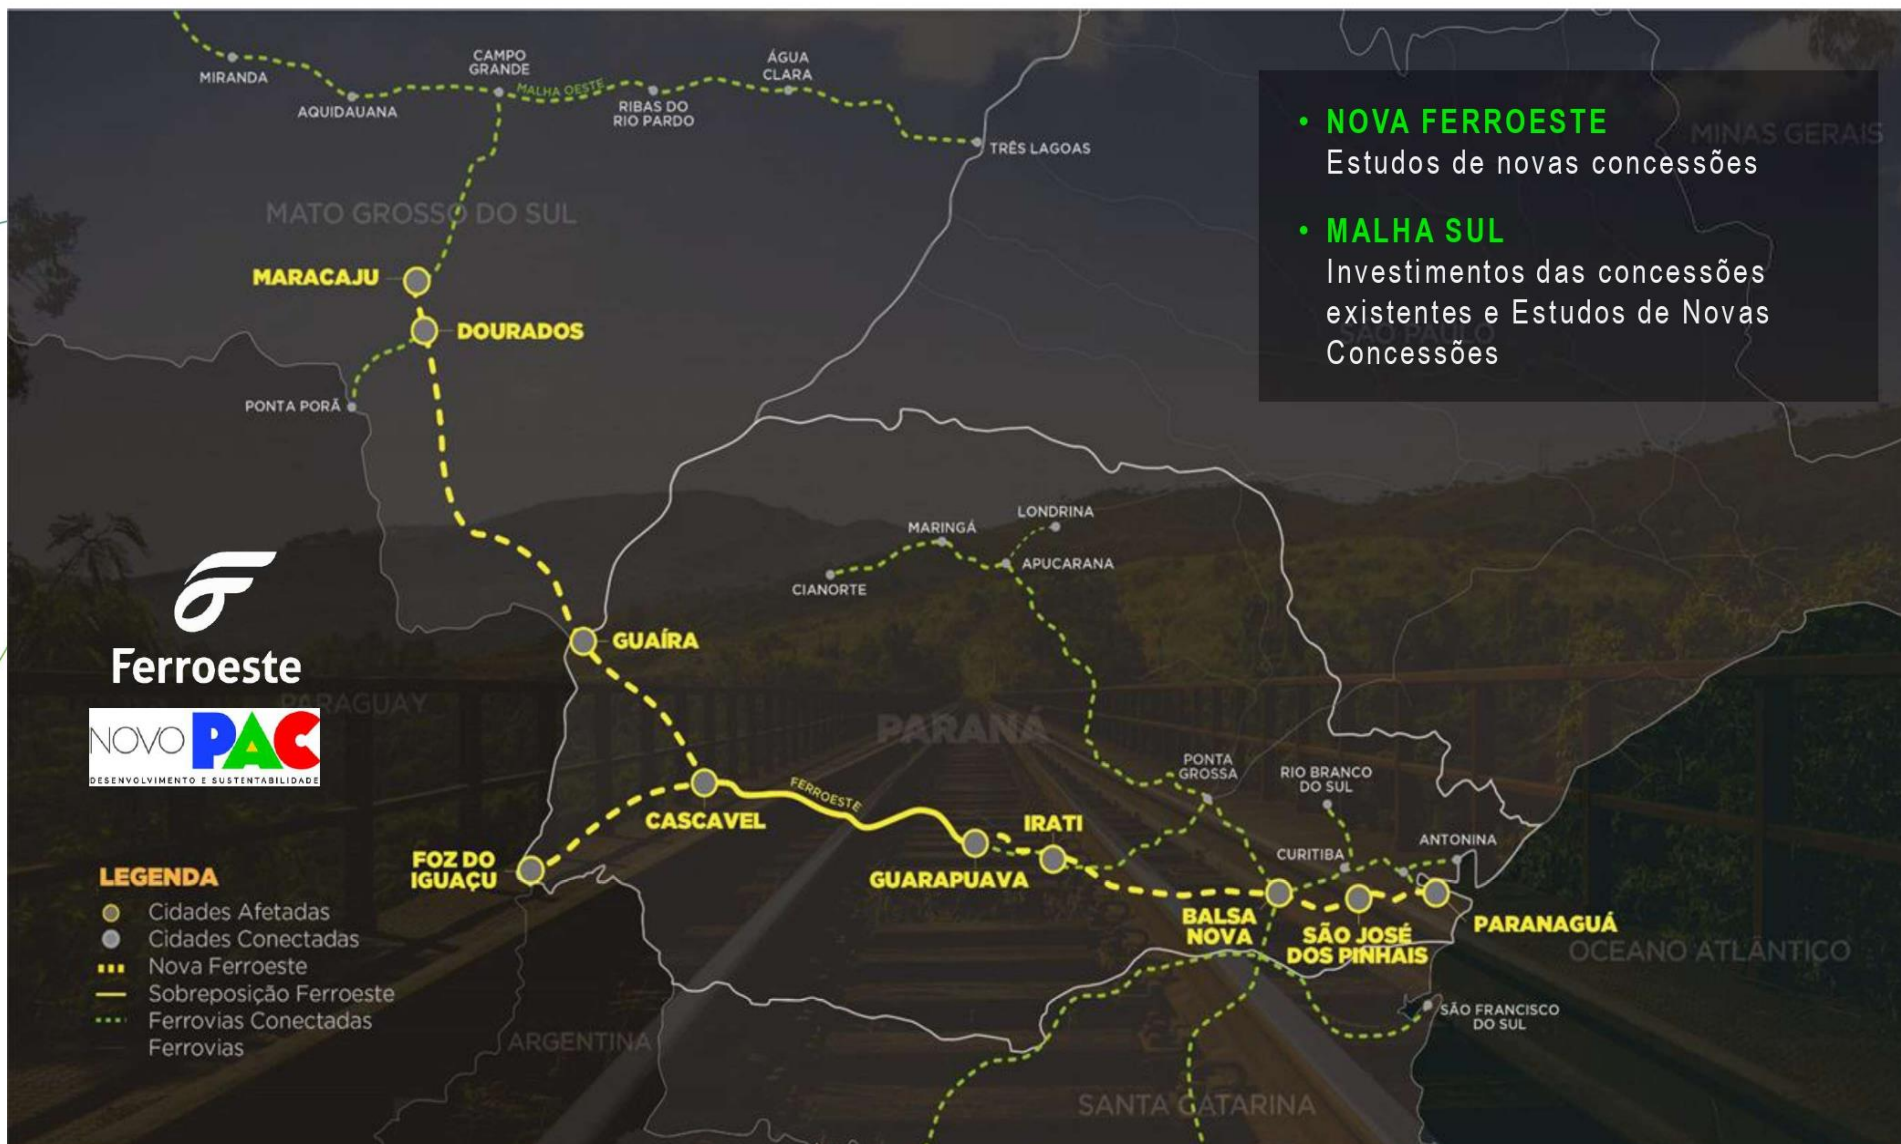 MIRANDA
AQUIDAUANA
CAMPO
GRANDE
MALHA OESTE
RIBAS DO
RIO PARDO
ÁGUA
CLARA
TRÊS LAGOAS
• NOVA FERROESTE
Estudos de novas concessões
• MALHA SUL
Investimentos das concessões
existentes e Estudos de Novas
Concessões
MINAS GERAIS
SÃO PAULO
MATO GROSSO DO SUL
MARACAJU
DOURADOS
PONTA PORÃ
LONDRINA
MARINGÁ
APUCARANA
CIANORTE
GUAÍRA
Ferroeste
PARAGUAY
NOVO PAC
DESENVOLVIMENTO E SUSTENTABILIDADE
PARANÁ
PONTA
GROSSA
RIO BRANCO
DO SUL
FERROESTE
CASCAVEL
IRATI
GUARAPUAVA
FOZ DO
IGUAÇU
CURITIBA
ANTONINA
BALSA
NOVA
SÃO JOSÉ
DOS PINHAIS
PARANAGUÁ
OCEANO ATLÂNTICO
SÃO FRANCISCO
DO SUL
ARGENTINA
SANTA CATARINA
LEGENDA
Cidades Afetadas
Cidades Conectadas
Nova Ferroeste
Sobreposição Ferroeste
Ferrovias Conectadas
Ferrovias